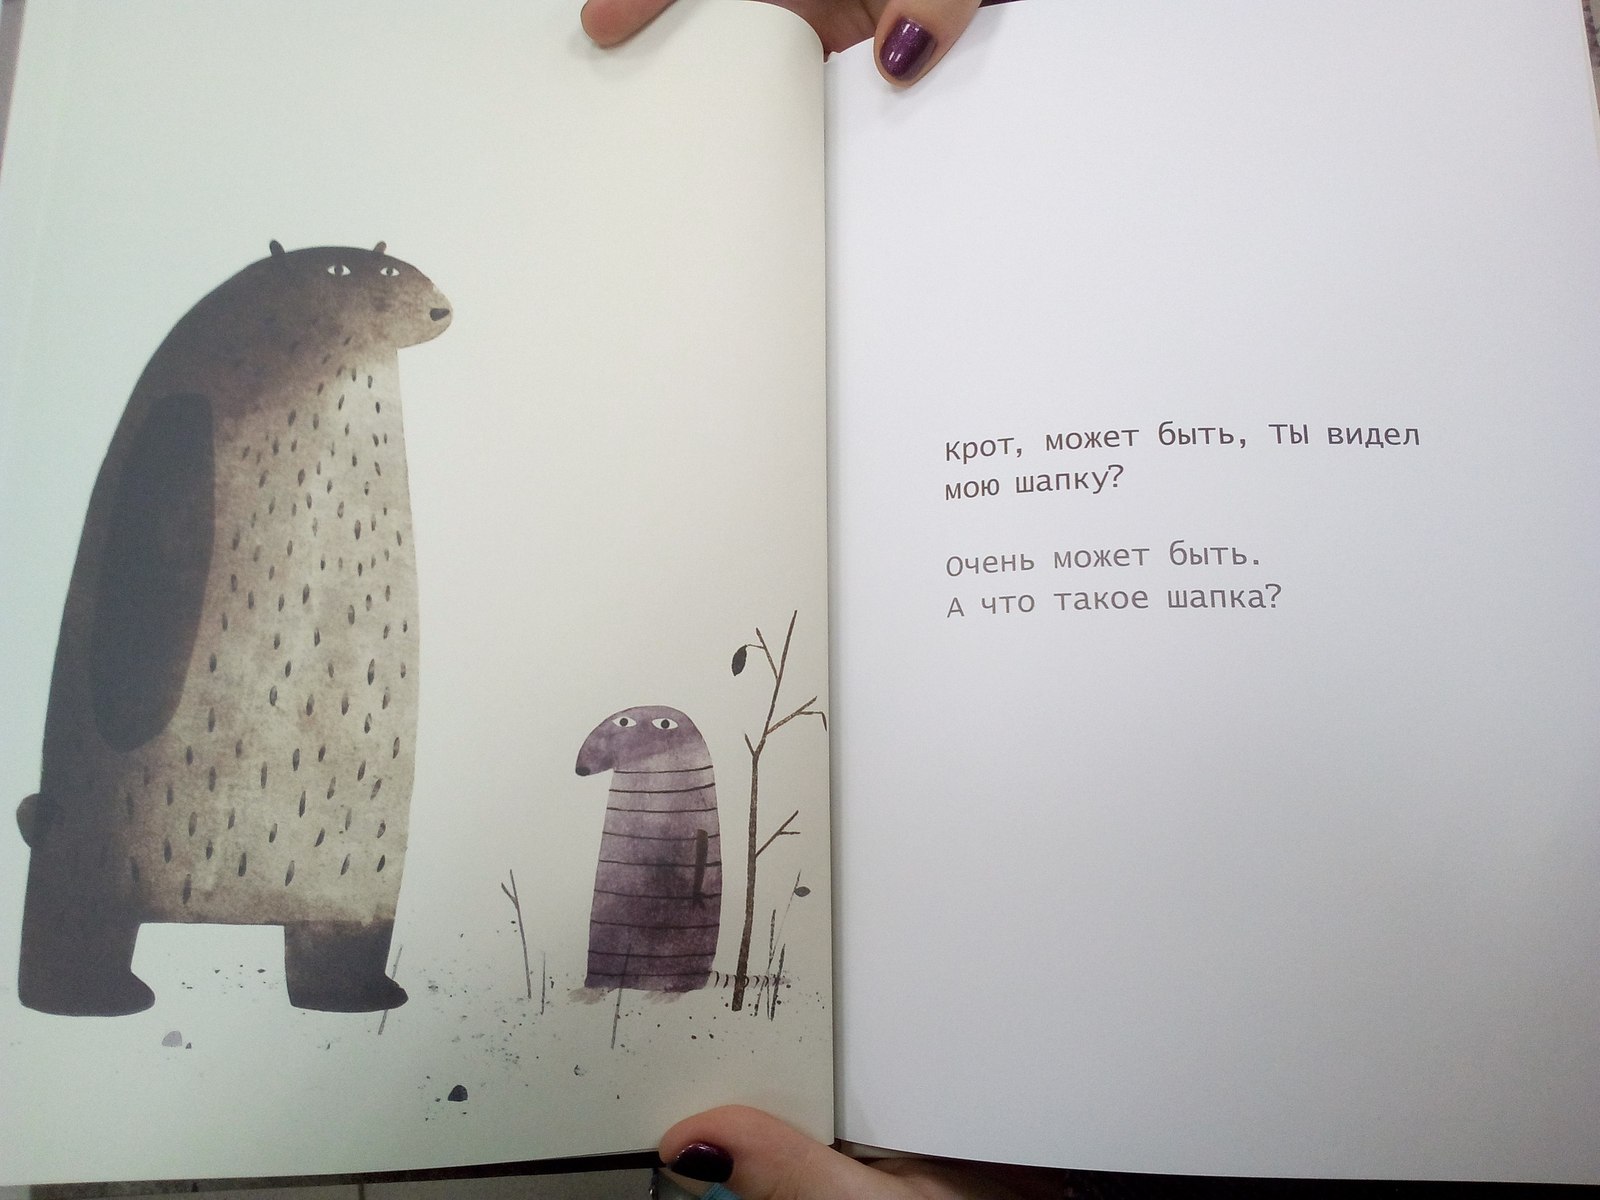 Крот, может быть, ты видел
мою шапку?
Очень может быть.
А что такое шапка?